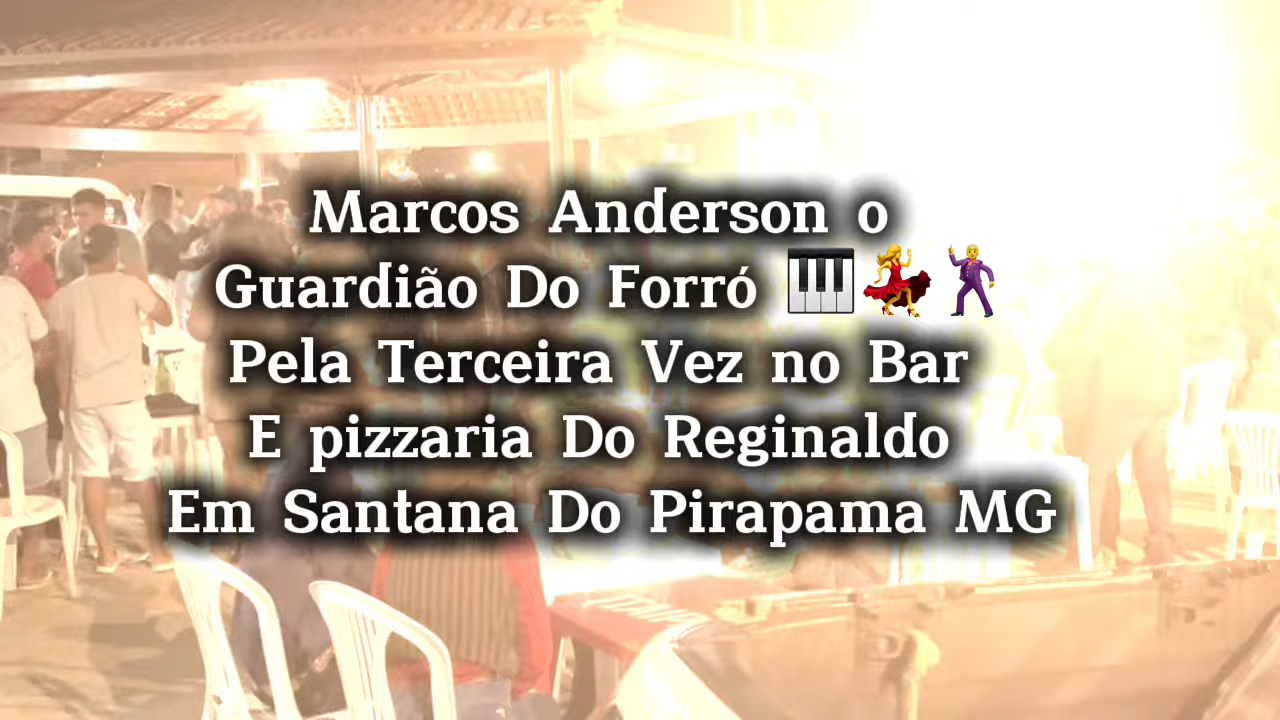 Marcos Anderson o
Guardião Do Forró 🎹💃🕺
Pela Terceira Vez no Bar
E pizzaria Do Reginaldo
Em Santana Do Pirapama MG